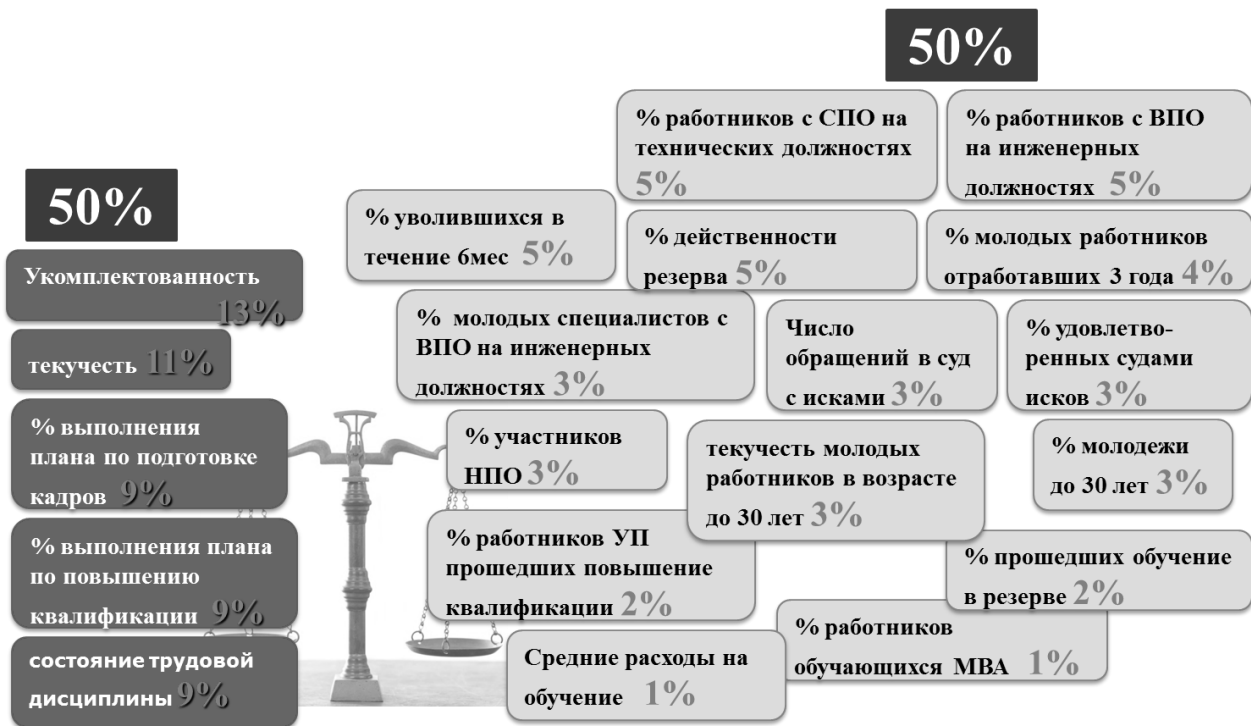 50%
Укомплектованность
13%
текучесть 11%
% выполнения
плана по подготовке
кадров 9%
% выполнения плана
по повышению
квалификации 9%
состояние трудовой
дисциплины 9%
50%
% работников с СПО на
технических должностях
5%
% работников с ВПО
на инженерных
должностях 5%
% уволившихся в
течение 6мес 5%
% действенности
резерва 5%
% молодых работников
отработавших 3 года 4%
% молодых специалистов с
ВПО на инженерных
должностях 3%
Число
обращений в суд
с исками 3%
% удовлетво-
ренных судами
исков 3%
% участников
НПО 3%
текучесть молодых
работников в возрасте
до 30 лет 3%
% молодежи
до 30 лет 3%
% работников УП
прошедших повышение
квалификации 2%
% прошедших обучение
в резерве 2%
Средние расходы на
обучение 1%
% работников
обучающихся МВА 1%